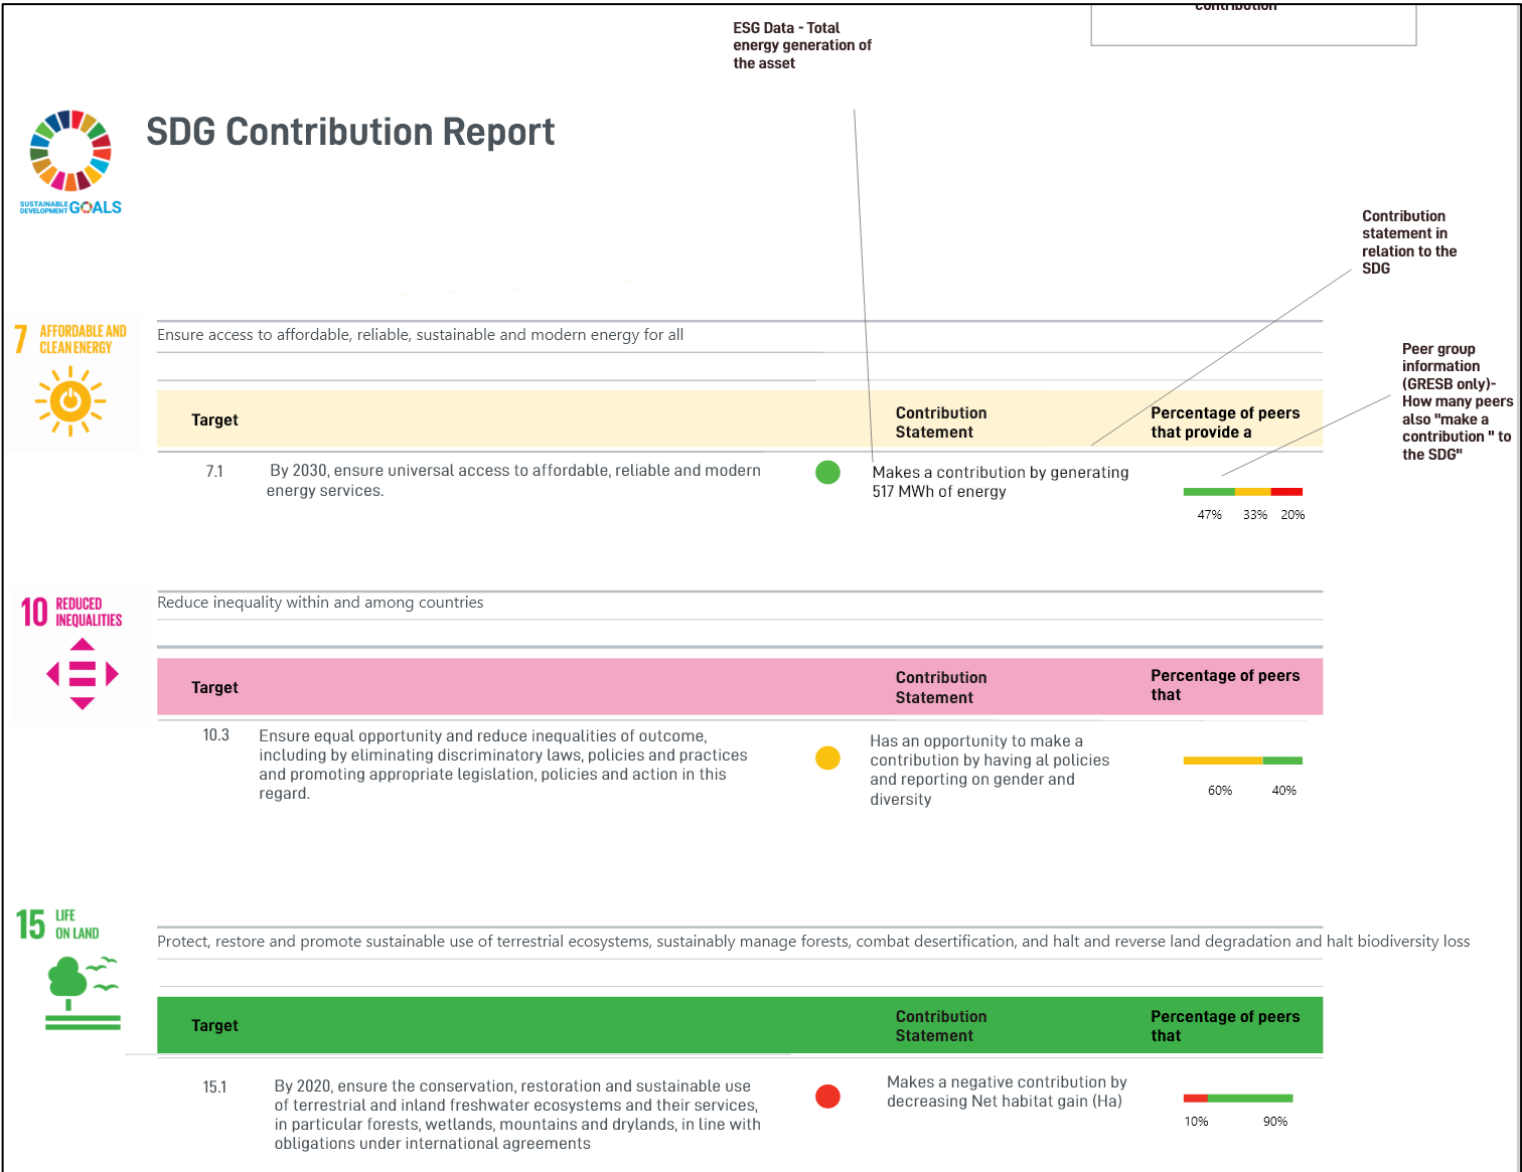 contribution
ESG Data - Total
energy generation of
the asset
SDG Contribution Report
SUSTAINABLE
DEVELOPMENT GOALS
Contribution
statement in
relation to the
SDG
7 AFFORDABLE AND
CLEAN ENERGY
Ensure access to affordable, reliable, sustainable and modern energy for all
Peer group
information
(GRESB only)-
How many peers
also "make a
contribution " to
the SDG"
Target
Contribution
Statement
Percentage of peers
that provide a
7.1
By 2030, ensure universal access to affordable, reliable and modern
energy services.
Makes a contribution by generating
517 MWh of energy
47% 33% 20%
10 REDUCED
INEQUALITIES
Reduce inequality within and among countries
Target
Contribution
Statement
Percentage of peers
that
10.3
Ensure equal opportunity and reduce inequalities of outcome,
including by eliminating discriminatory laws, policies and practices
and promoting appropriate legislation, policies and action in this
regard.
Has an opportunity to make a
contribution by having al policies
and reporting on gender and
diversity
60% 40%
15 LIFE
ON LAND
Protect, restore and promote sustainable use of terrestrial ecosystems, sustainably manage forests, combat desertification, and halt and reverse land degradation and halt biodiversity loss
Target
Contribution
Statement
Percentage of peers
that
15.1
By 2020, ensure the conservation, restoration and sustainable use
of terrestrial and inland freshwater ecosystems and their services,
in particular forests, wetlands, mountains and drylands, in line with
obligations under international agreements
Makes a negative contribution by
decreasing Net habitat gain (Ha)
10% 90%